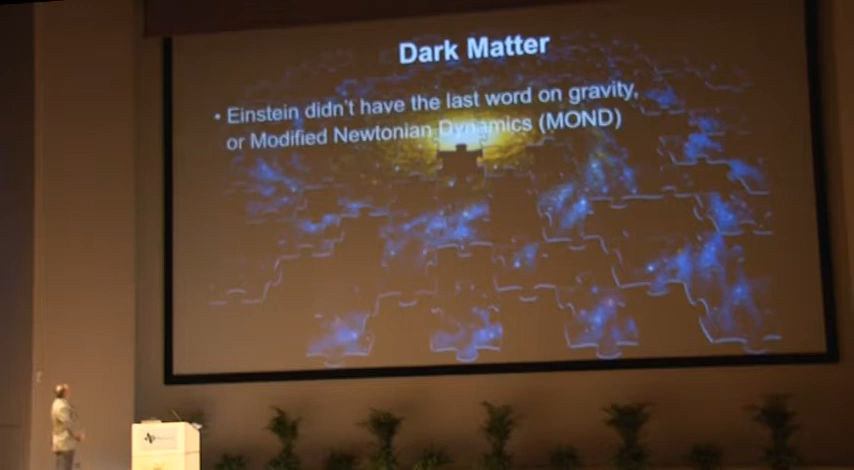 Dark Matter
• Einstein didn't have the last word on gravity,
or Modified Newtonian Dynamics (MOND)